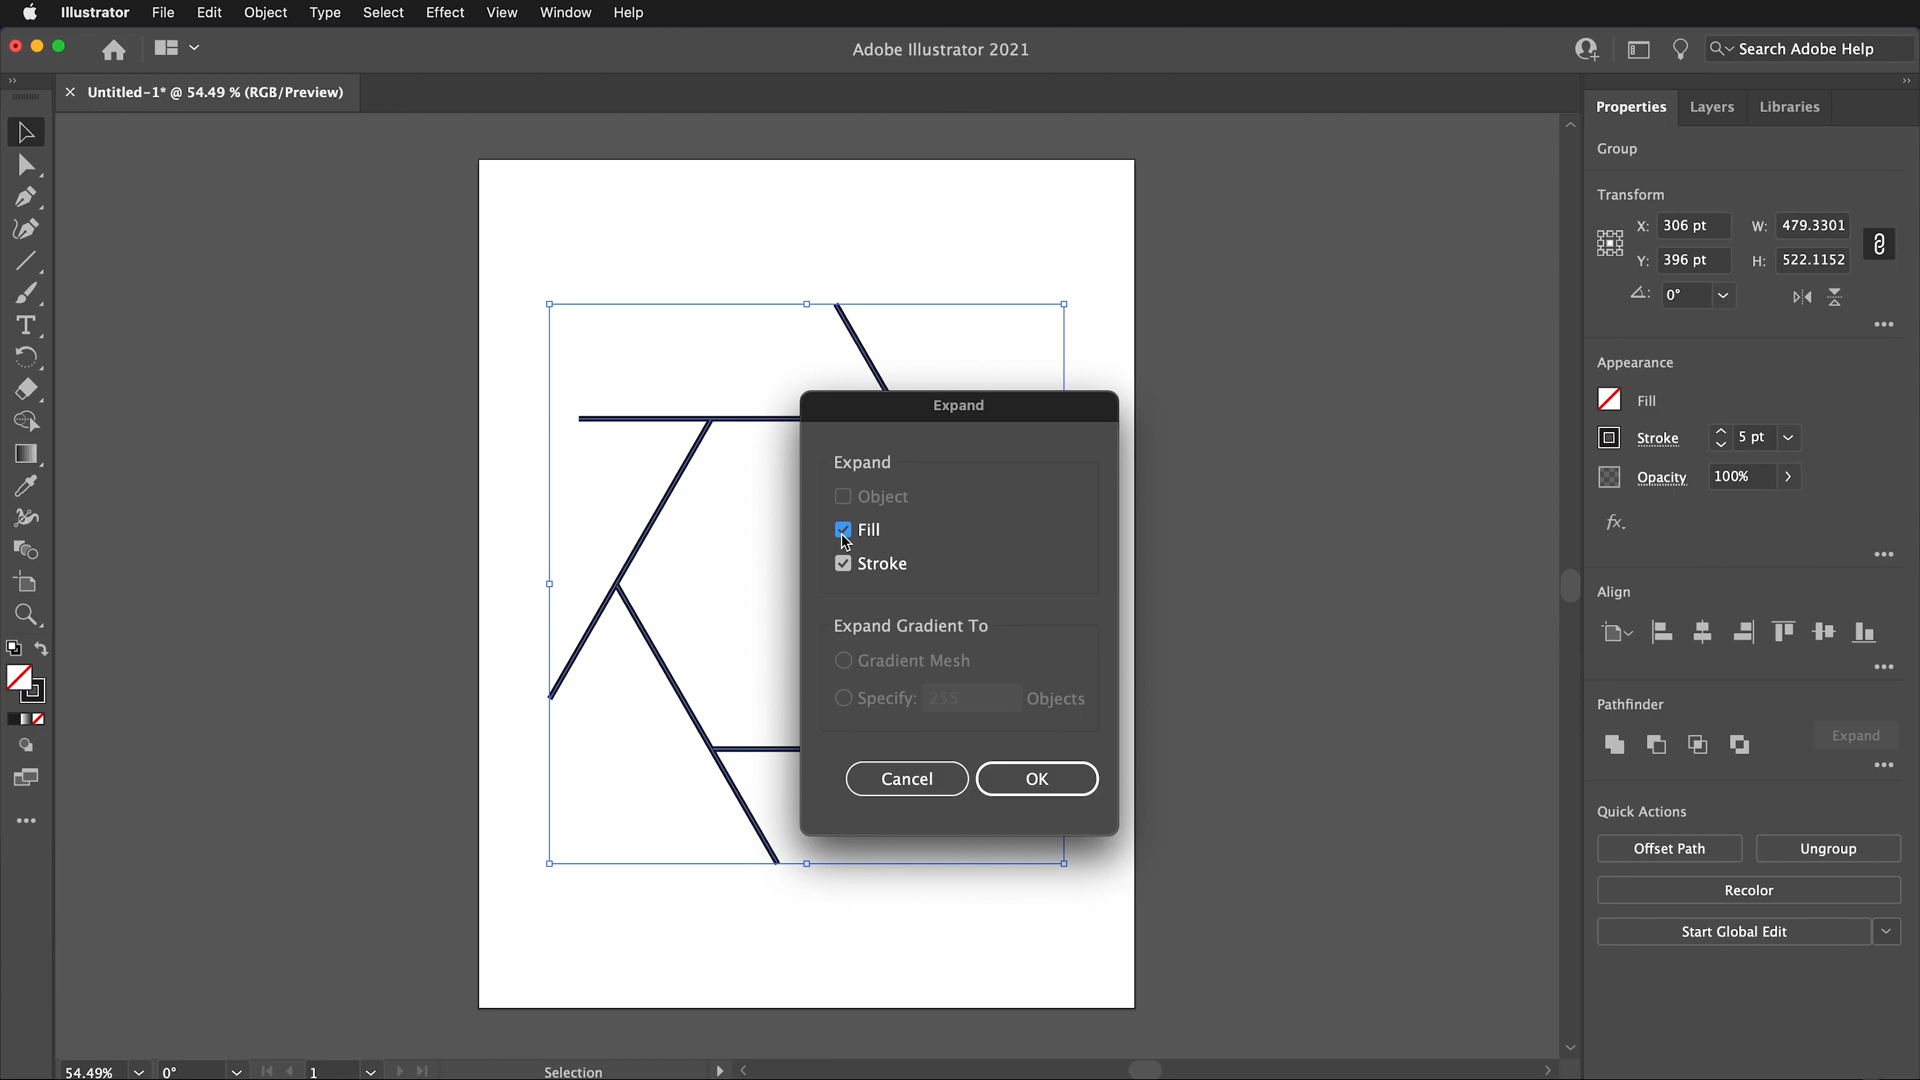 Illustrator File Edit Object Type Select Effect View Window Help
Adobe Illustrator 2021
Search Adobe Help
Untitled-1* @ 54.49 % (RGB/Preview)
Properties Layers Libraries
Group
Transform
X: 306 pt W: 479.3301
Y: 396 pt H: 522.1152
0°
Appearance
Fill
Stroke 5 pt
Opacity 100%
fx.
Align
Pathfinder
Expand
Quick Actions
Offset Path Ungroup
Recolor
Start Global Edit
Expand
Expand
Object
Fill
Stroke
Expand Gradient To
Gradient Mesh
Specify: 255 Objects
Cancel OK
54.49% 0° 1 Selection